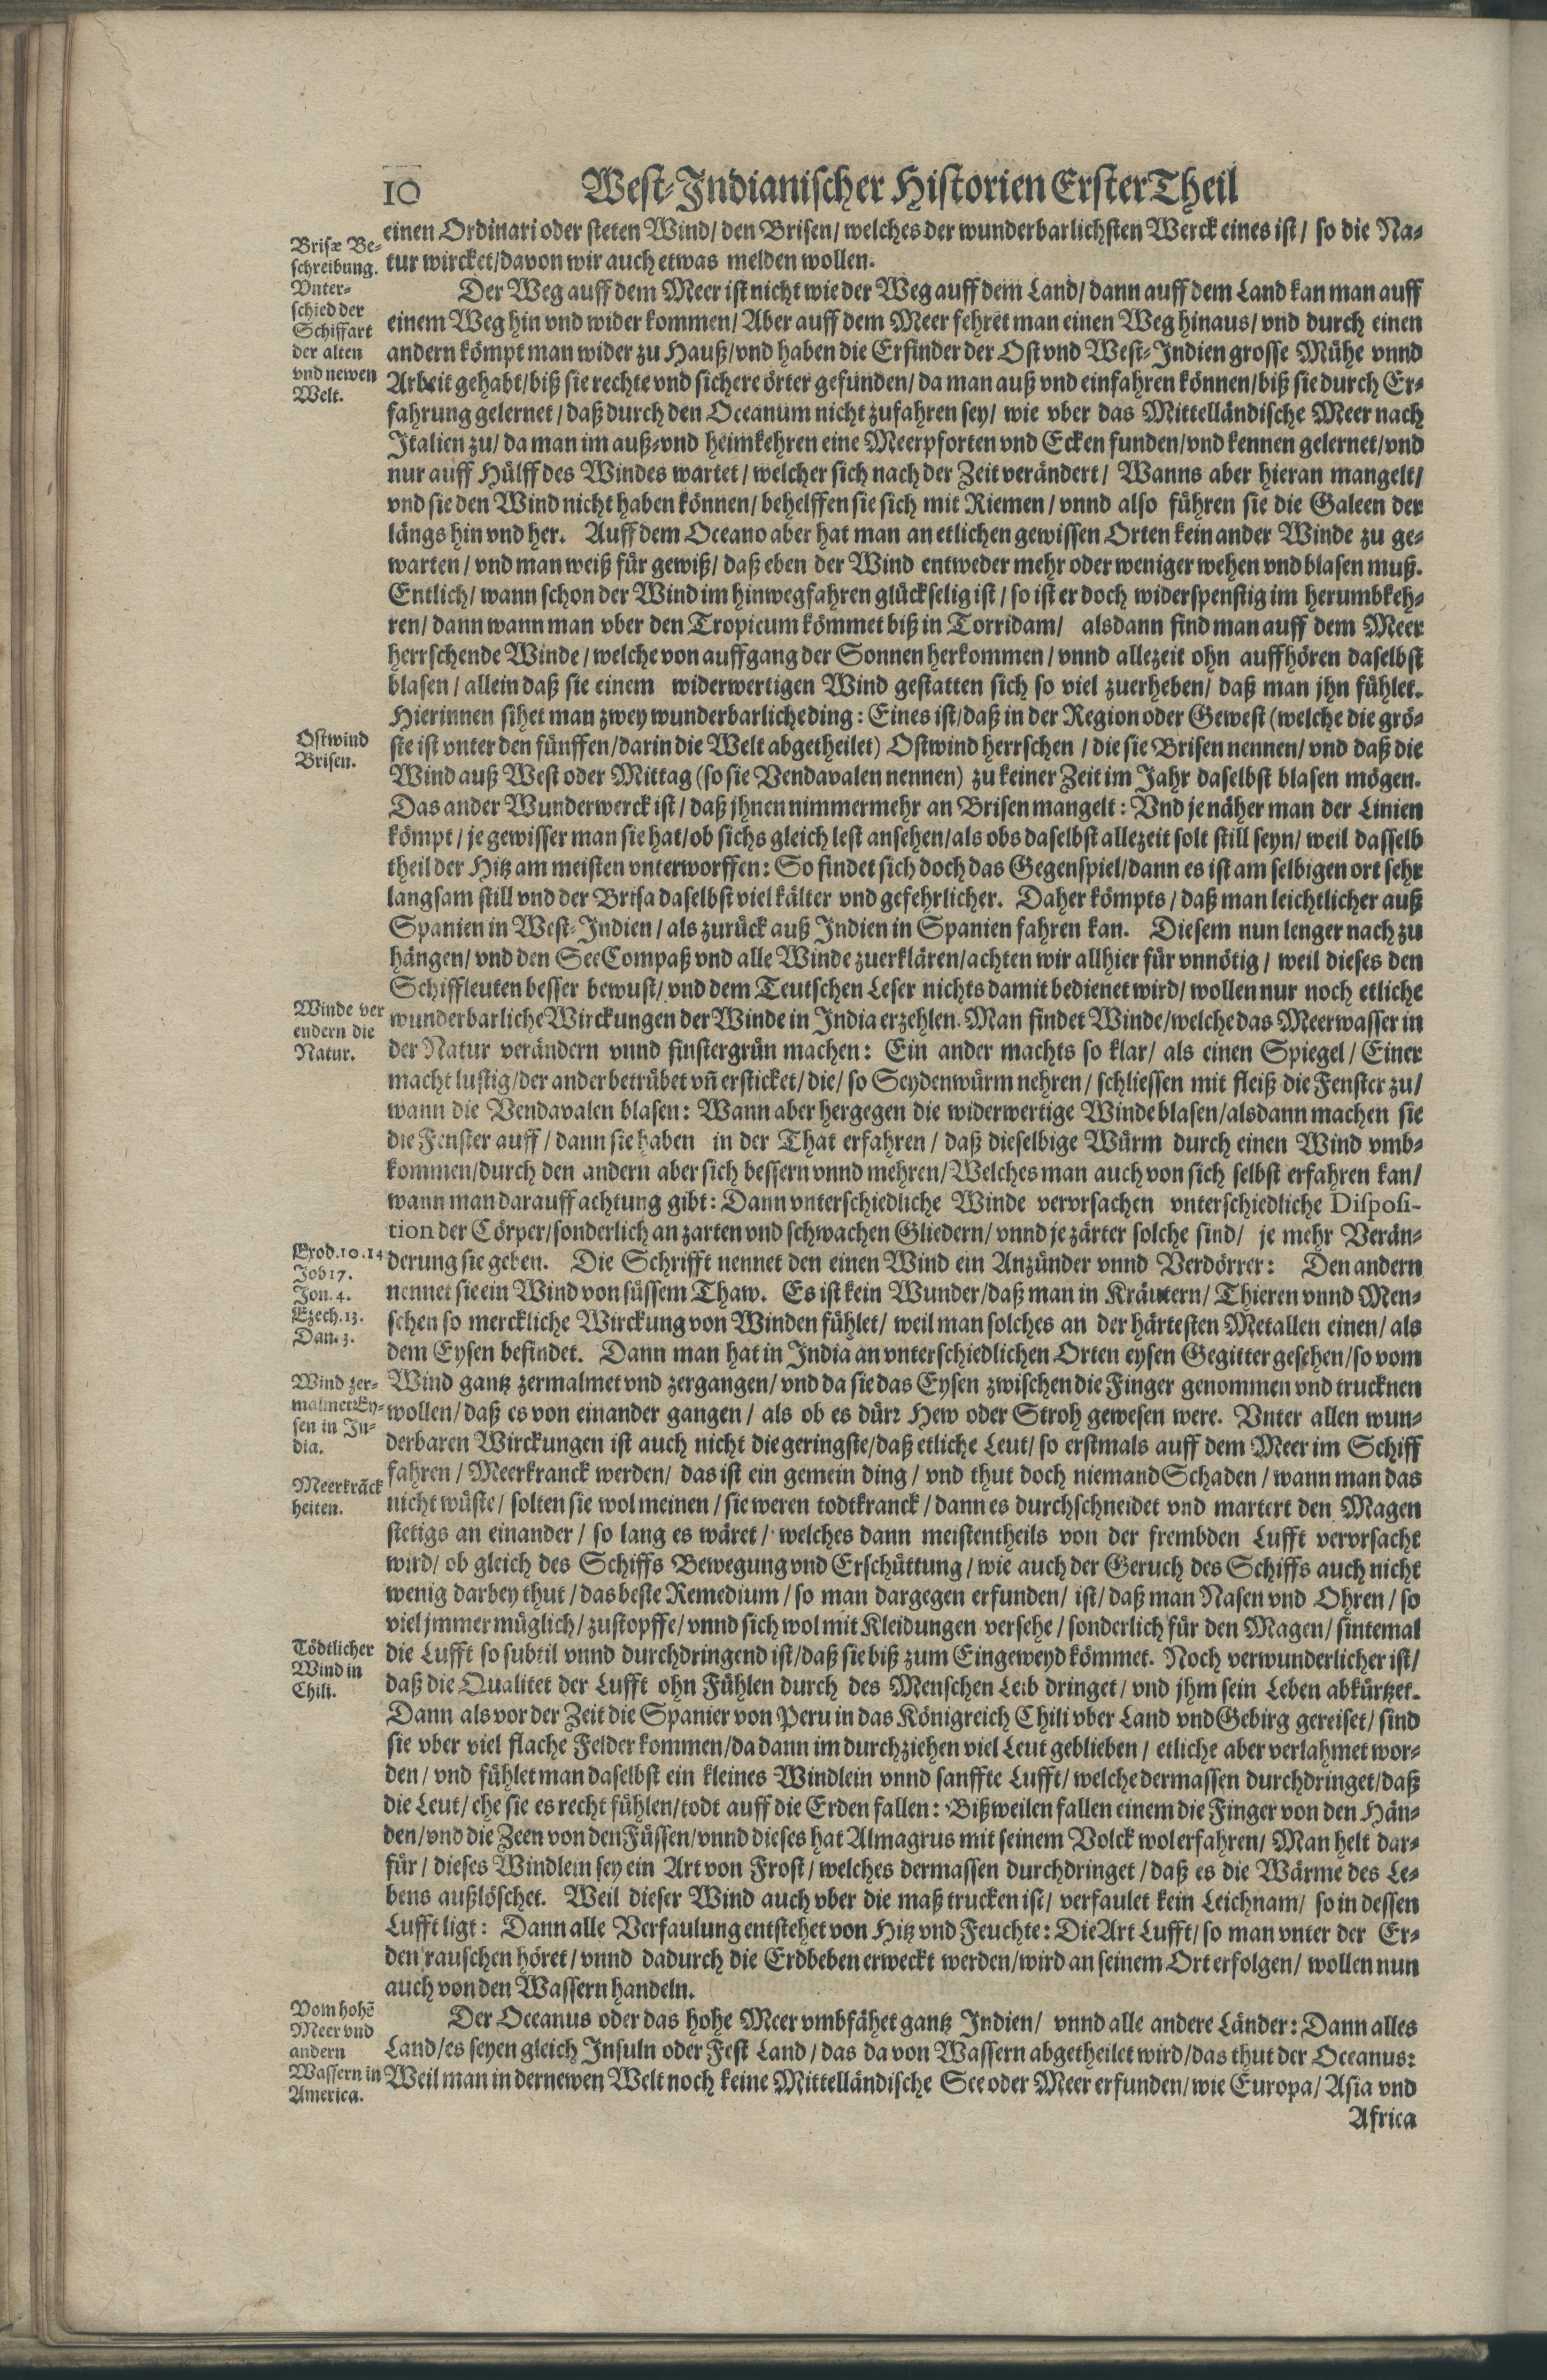 10 West-Indianischer Historien Erster Theil
Brisæ Be-
schreibung.
Vnter-
schied der
Schiffart
der alten
vnd newen
Welt.
einen Ordinari oder steten Wind/ den Brisen/ welches der wunderbarlichsten Werck eines ist/ so die Na-
tur wircket/ davon wir auch etwas melden wollen.
Der Weg auff dem Meer ist nicht wie der Weg auff dem Land/ dann auff dem Land kan man auff
einem Weg hin vnd wider kommen/ Aber auff dem Meer fehret man einen Weg hinaus/ vnd durch einen
andern kömpt man wider zu Hauß/ vnd haben die Erfinder der Ost vnd West-Indien grosse Mühe vnnd
Arbeit gehabt/ biß sie rechte vnd sichere örter gefunden/ da man auß vnd einfahren können/ biß sie durch Er-
fahrung gelernet/ daß durch den Oceanum nicht zufahren sey/ wie vber das Mittelländische Meer nach
Italien zu/ da man im auß-vnd heimkehren eine Meerpforten vnd Ecken funden/ vnd kennen gelernet/ vnd
nur auff Hülff des Windes wartet/ welcher sich nach der Zeit verändert/ Wanns aber hieran mangelt/
vnd sie den Wind nicht haben können/ behelffen sie sich mit Riemen/ vnnd also führen sie die Galeen der
längs hin vnd her. Auff dem Oceano aber hat man an etlichen gewissen Orten kein ander Winde zu ge-
warten/ vnd man weiß für gewiß/ daß eben der Wind entweder mehr oder weniger wehen vnd blasen muß.
Entlich/ wann schon der Wind im hinwegfahren glückselig ist/ so ist er doch widerspenstig im herumbkeh-
ren/ dann wann man vber den Tropicum kömmet biß in Torridam/ alsdann find man auff dem Meer
herrschende Winde/ welche von auffgang der Sonnen herkommen/ vnnd allezeit ohn auffhören daselbst
blasen/ allein daß sie einem widerwertigen Wind gestatten sich so viel zuerheben/ daß man jhn fühlet.
Hierinnen sihet man zwey wunderbarliche ding: Eines ist/ daß in der Region oder Gewest (welche die grö-
Ostwind
Brisen.
ste ist vnter den fünffen/ darin die Welt abgetheilet) Ostwind herrschen/ die sie Brisen nennen/ vnd daß die
Wind auß West oder Mittag (so sie Vendavalen nennen) zu keiner Zeit im Jahr daselbst blasen mögen.
Das ander Wunderwerck ist/ daß jhnen nimmermehr an Brisen mangelt: Vnd je näher man der Linien
kömpt/ je gewisser man sie hat/ ob sichs gleich lest ansehen/ als obs daselbst allezeit solt still seyn/ weil dasselb
theil der Hitz am meisten vnterworffen: So findet sich doch das Gegenspiel/ dann es ist am selbigen ort sehr
langsam still vnd der Brisa daselbst viel kälter vnd gefehrlicher. Daher kömpts/ daß man leichtlicher auß
Spanien in West-Indien/ als zurück auß Indien in Spanien fahren kan. Diesem nun lenger nach zu
hängen/ vnd den SeeCompaß vnd alle Winde zuerklären/ achten wir allhier für vnnötig/ weil dieses den
Schiffleuten besser bewust/ vnd dem Teutschen Leser nichts damit bedienet wird/ wollen nur noch etliche
Winde ver
endern die
Natur.
wunderbarliche Wirckungen der Winde in India erzehlen. Man findet Winde/ welche das Meerwasser in
der Natur verändern vnnd finstergrün machen: Ein ander machts so klar/ als einen Spiegel/ Einer
macht lustig/ der ander betrübet vñ ersticket/ die/ so Seydenwürm nehren/ schliessen mit fleiß die Fenster zu/
wann die Vendavalen blasen: Wann aber hergegen die widerwertige Winde blasen/ alsdann machen sie
die Fenster auff/ dann sie haben in der That erfahren/ daß dieselbige Würm durch einen Wind vmb-
kommen/ durch den andern aber sich bessern vnnd mehren/ Welches man auch von sich selbst erfahren kan/
wann man darauff achtung gibt: Dann vnterschiedliche Winde vervrsachen vnterschiedliche Disposi-
tion der Cörper/ sonderlich an zarten vnd schwachen Gliedern/ vnnd je zärter solche sind/ je mehr Verän-
Exod.10.14
Job 17.
Jon. 4.
Ezech.13.
Dan. 3.
derung sie geben. Die Schrifft nennet den einen Wind ein Anzünder vnnd Verdörrer: Den andern
nennet sie ein Wind von süssem Thaw. Es ist kein Wunder/ daß man in Kräutern/ Thieren vnnd Men-
schen so merckliche Wirckung von Winden fühlet/ weil man solches an der härtesten Metallen einen/ als
dem Eysen befindet. Dann man hat in India an vnterschiedlichen Orten eysen Gegitter gesehen/ so vom
Wind zer-
malmet Ey-
sen in In-
dia.
Wind gantz zermalmet vnd zergangen/ vnd da sie das Eysen zwischen die Finger genommen vnd trucknen
wollen/ daß es von einander gangen/ als ob es dürr Hew oder Stroh gewesen were. Vnter allen wun-
derbaren Wirckungen ist auch nicht die geringste/ daß etliche Leut/ so erstmals auff dem Meer im Schiff
Meerkrãck
heiten.
fahren/ Meerkranck werden/ das ist ein gemein ding/ vnd thut doch niemand Schaden/ wann man das
nicht wüste/ solten sie wol meinen/ sie weren todtkranck/ dann es durchschneidet vnd martert den Magen
stetigs an einander/ so lang es wäret/ welches dann meistentheils von der frembden Lufft vervrsacht
wird/ ob gleich des Schiffs Bewegung vnd Erschüttung/ wie auch der Geruch des Schiffs auch nicht
wenig darbey thut/ das beste Remedium/ so man dargegen erfunden/ ist/ daß man Nasen vnd Ohren/ so
viel jmmer müglich/ zustopffe/ vnnd sich wol mit Kleidungen versehe/ sonderlich für den Magen/ sintemal
Tödtlicher
Wind in
Chili.
die Lufft so subtil vnnd durchdringend ist/ daß sie biß zum Eingeweyd kömmet. Noch verwunderlicher ist/
daß die Qualitet der Lufft ohn Fühlen durch des Menschen Leib dringet/ vnd jhm sein Leben abkürtzet.
Dann als vor der Zeit die Spanier von Peru in das Königreich Chili vber Land vnd Gebirg gereiset/ sind
sie vber viel flache Felder kommen/ da dann im durchziehen viel Leut geblieben/ etliche aber verlahmet wor-
den/ vnd fühlet man daselbst ein kleines Windlein vnnd sanffte Lufft/ welche dermassen durchdringet/ daß
die Leut/ ehe sie es recht fühlen/ todt auff die Erden fallen: Bißweilen fallen einem die Finger von den Hän-
den/ vnd die Zeen von den Füssen/ vnnd dieses hat Almagrus mit seinem Volck wol erfahren/ Man helt dar-
für/ dieses Windlein sey ein Art von Frost/ welches dermassen durchdringet/ daß es die Wärme des Le-
bens außlöschet. Weil dieser Wind auch vber die maß trucken ist/ verfaulet kein Leichnam/ so in dessen
Lufft ligt: Dann alle Verfaulung entstehet von Hitz vnd Feuchte: Die Art Lufft/ so man vnter der Er-
den rauschen höret/ vnnd dadurch die Erdbeben erweckt werden/ wird an seinem Ort erfolgen/ wollen nun
auch von den Wassern handeln.
Vom hohẽ
Meer vnd
andern
Wassern in
America.
Der Oceanus oder das hohe Meer vmbfähet gantz Indien/ vnnd alle andere Länder: Dann alles
Land/ es seyen gleich Insuln oder Fest Land/ das da von Wassern abgetheilet wird/ das thut der Oceanus:
Weil man in der newen Welt noch keine Mittelländische See oder Meer erfunden/ wie Europa/ Asia vnd
Africa